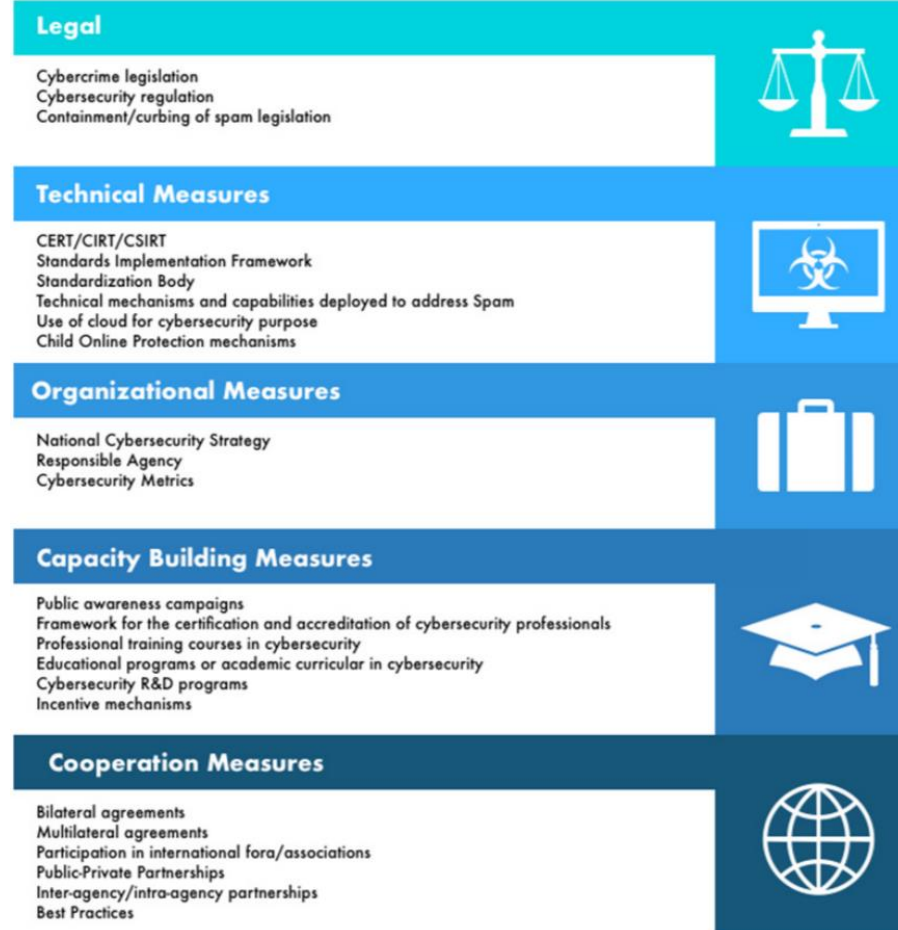 Legal
Cybercrime legislation
Cybersecurity regulation
Containment/curbing of spam legislation
Technical Measures
CERT/CIRT/CSIRT
Standards Implementation Framework
Standardization Body
Technical mechanisms and capabilities deployed to address Spam
Use of cloud for cybersecurity purpose
Child Online Protection mechanisms
Organizational Measures
National Cybersecurity Strategy
Responsible Agency
Cybersecurity Metrics
Capacity Building Measures
Public awareness campaigns
Framework for the certification and accreditation of cybersecurity professionals
Professional training courses in cybersecurity
Educational programs or academic curricular in cybersecurity
Cybersecurity R&D programs
Incentive mechanisms
Cooperation Measures
Bilateral agreements
Multilateral agreements
Participation in international fora/associations
Public-Private Partnerships
Inter-agency/intra-agency partnerships
Best Practices